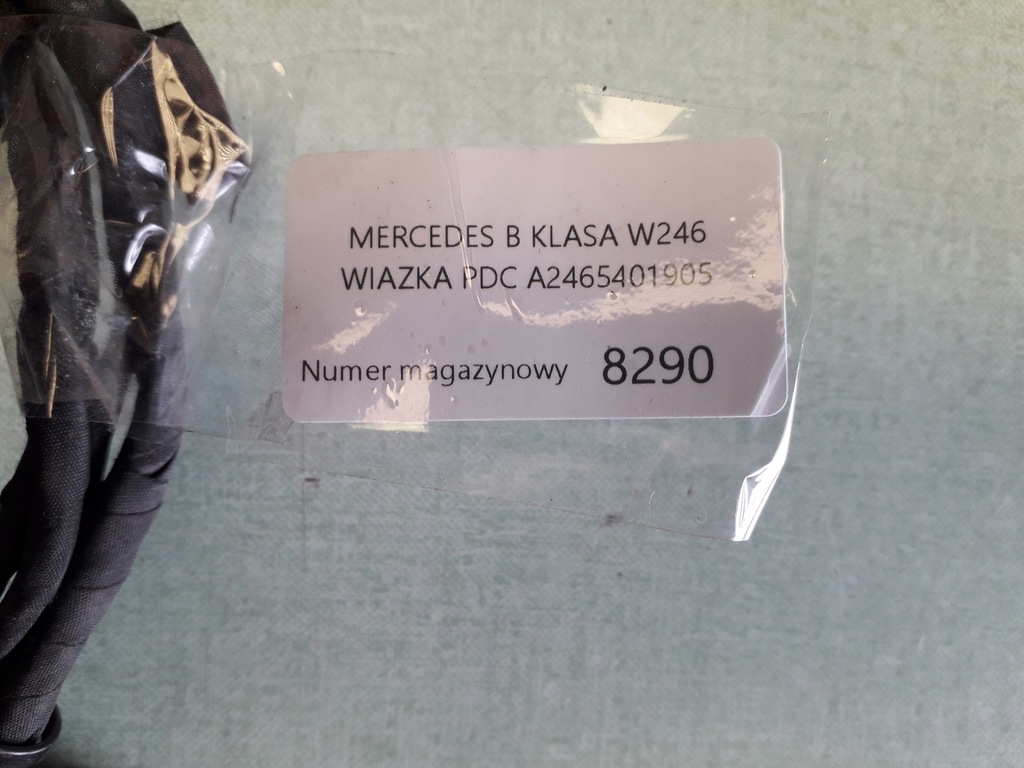 MERCEDES B KLASA W246
WIAZKA PDC A2465401905
Numer magazynowy 8290